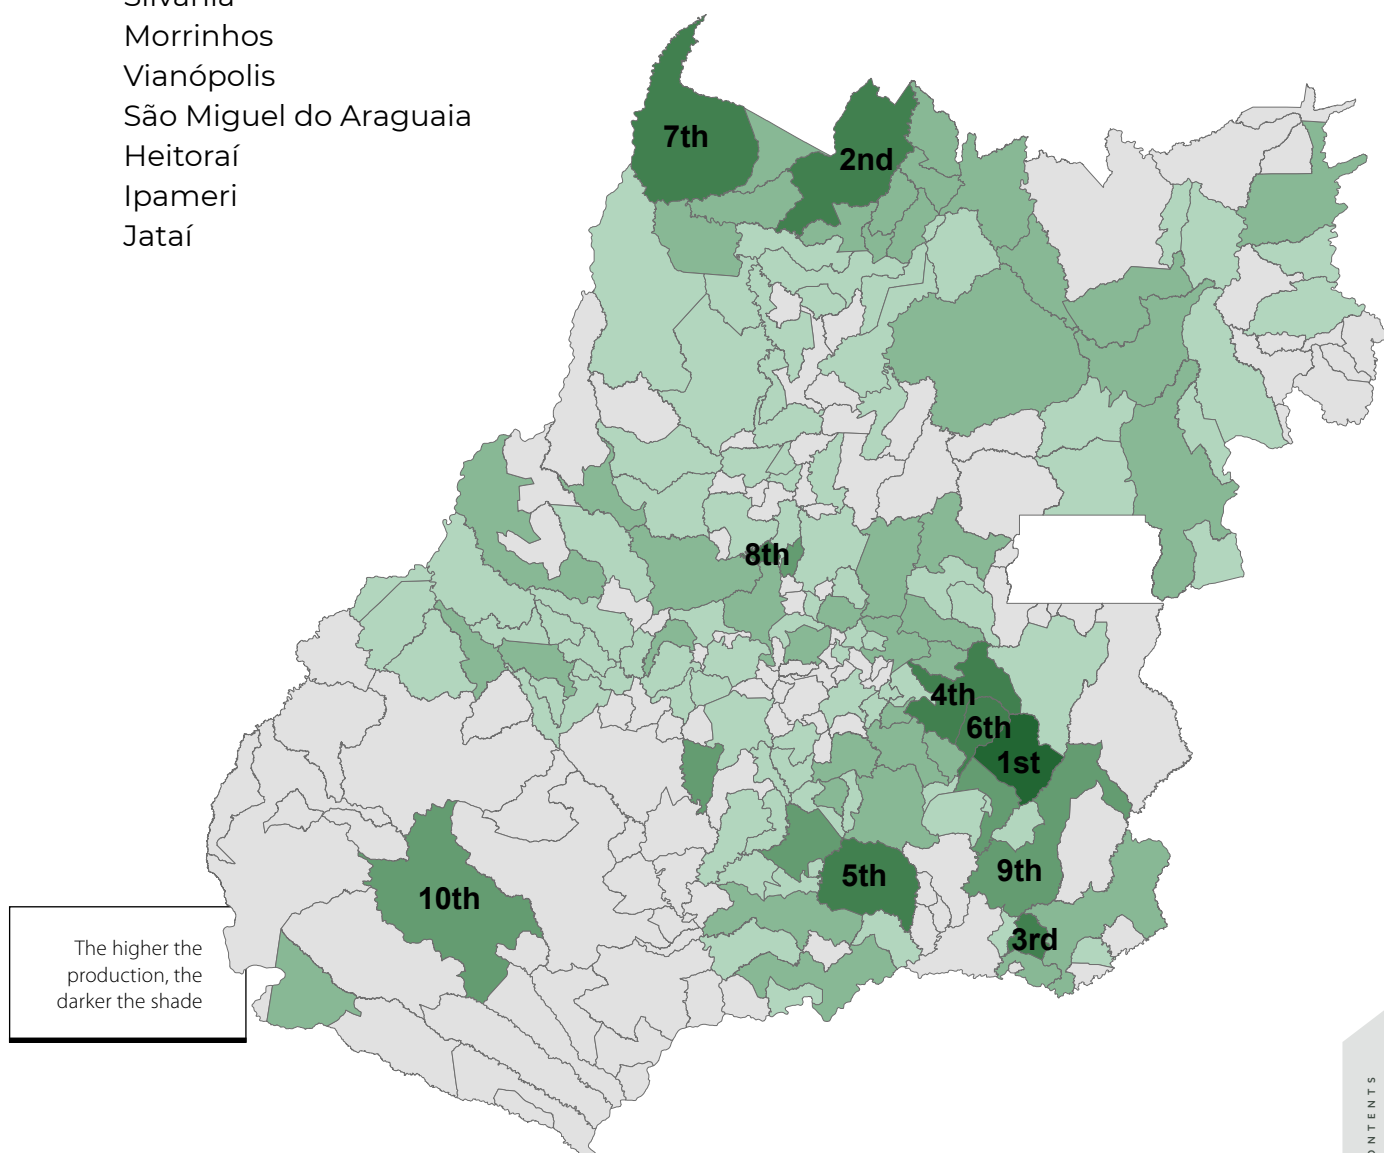 Silvânia
Morrinhos
Vianópolis
São Miguel do Araguaia
Heitoraí
Ipameri
Jataí
7th
2nd
8th
4th
6th
1st
5th
9th
10th
3rd
The higher the
production, the
darker the shade